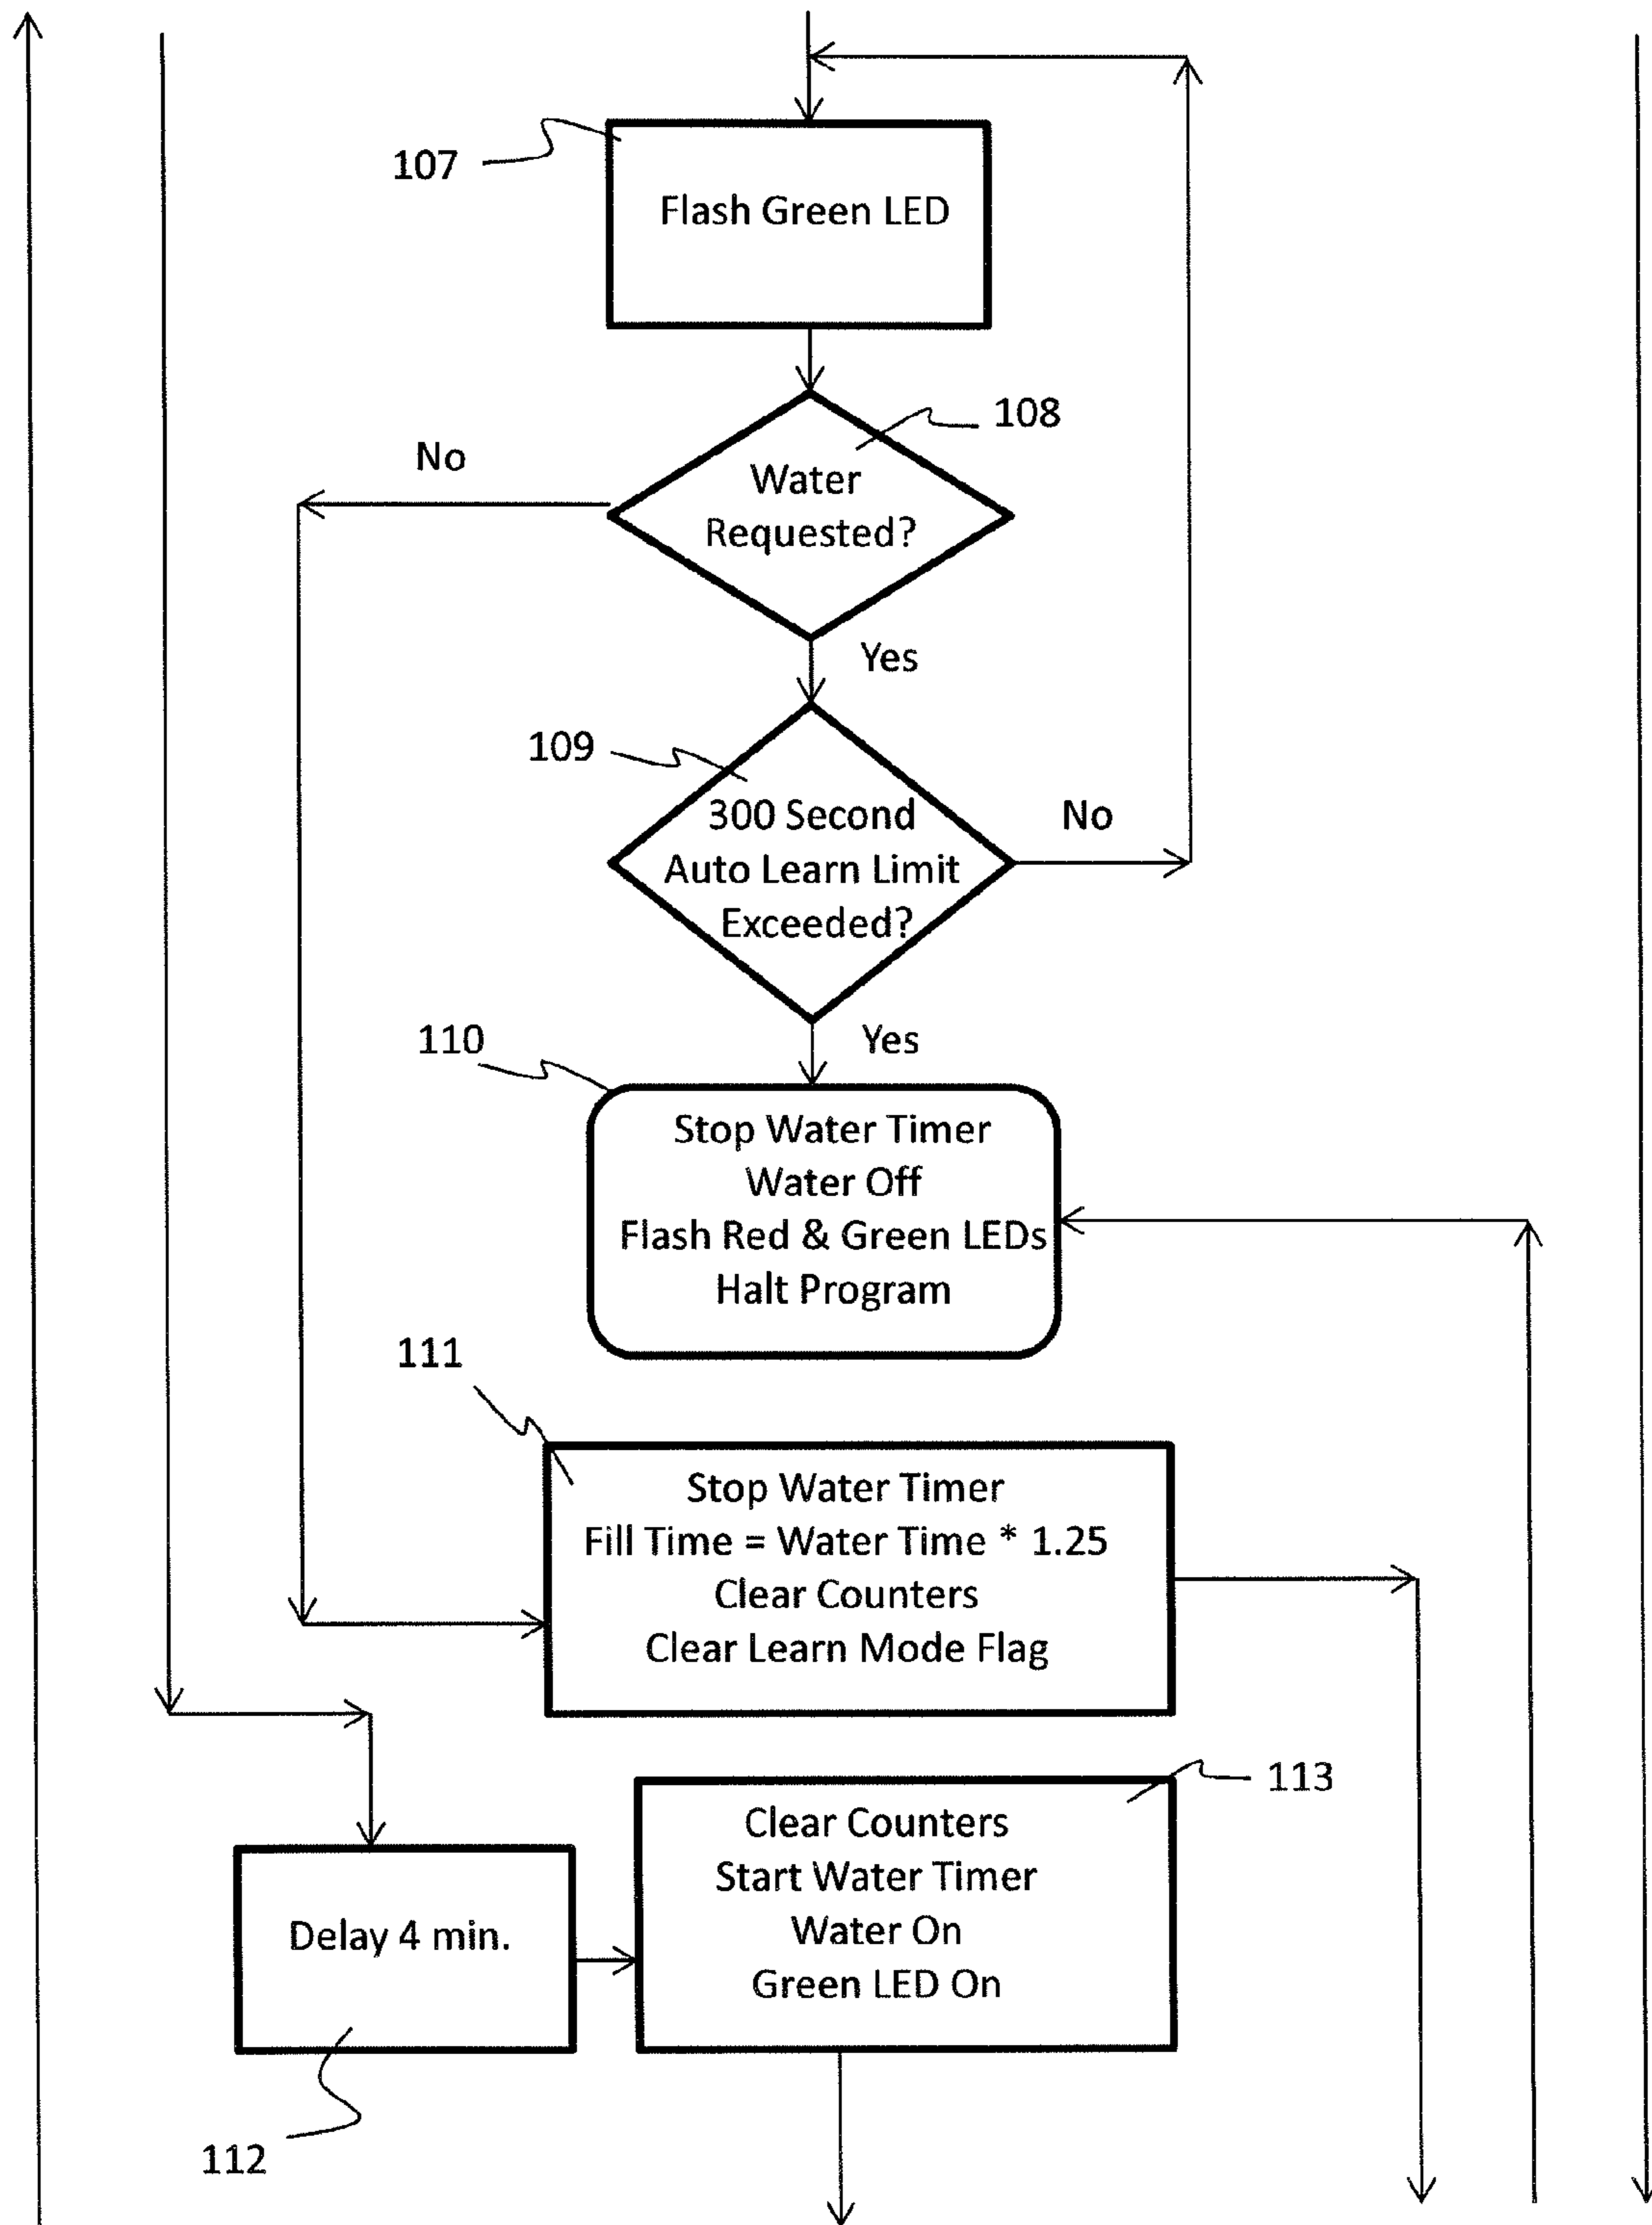 107
Flash Green LED
108
No
Water
Requested?
Yes
109
300 Second
Auto Learn Limit
Exceeded?
No
110
Yes
Stop Water Timer
Water Off
Flash Red & Green LEDs
Halt Program
111
Stop Water Timer
Fill Time = Water Time * 1.25
Clear Counters
Clear Learn Mode Flag
113
Clear Counters
Start Water Timer
Water On
Green LED On
Delay 4 min.
112